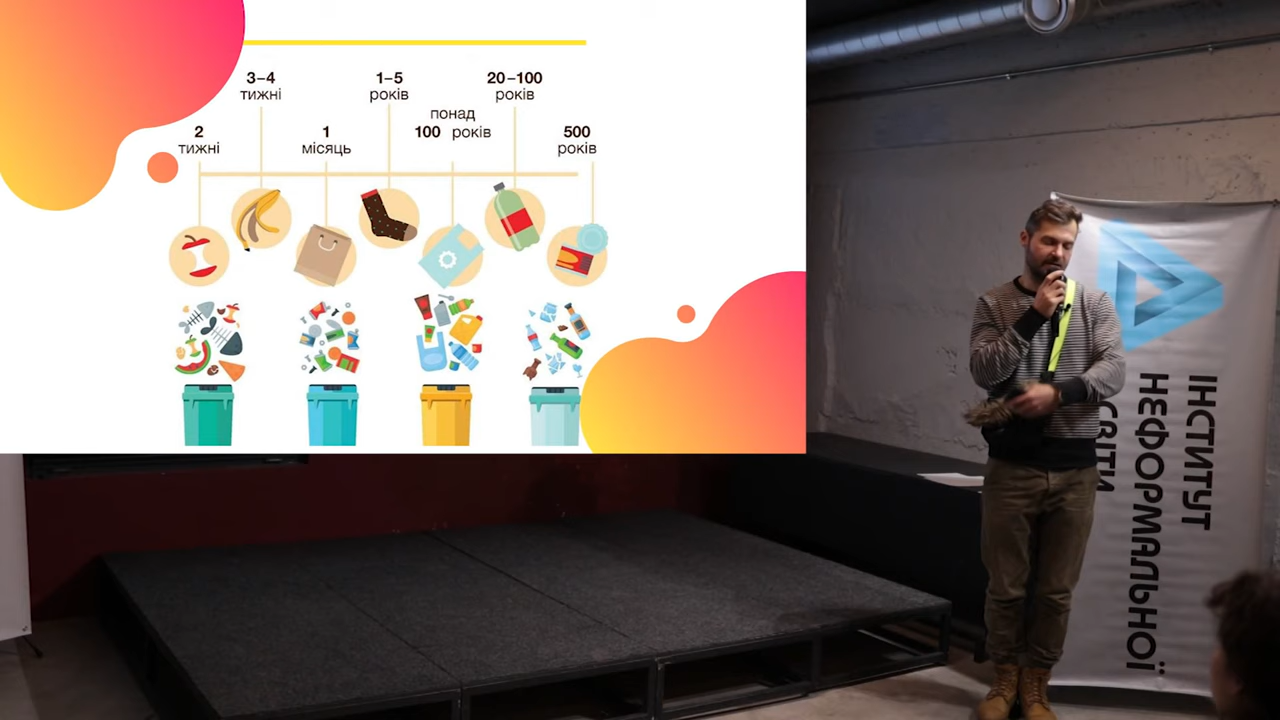 3–4
тижні
1–5
років
20–100
років
понад
100 років
2
тижні
1
місяць
500
років
ІНСТИТУТ
НЕФОРМАЛЬНОЇ